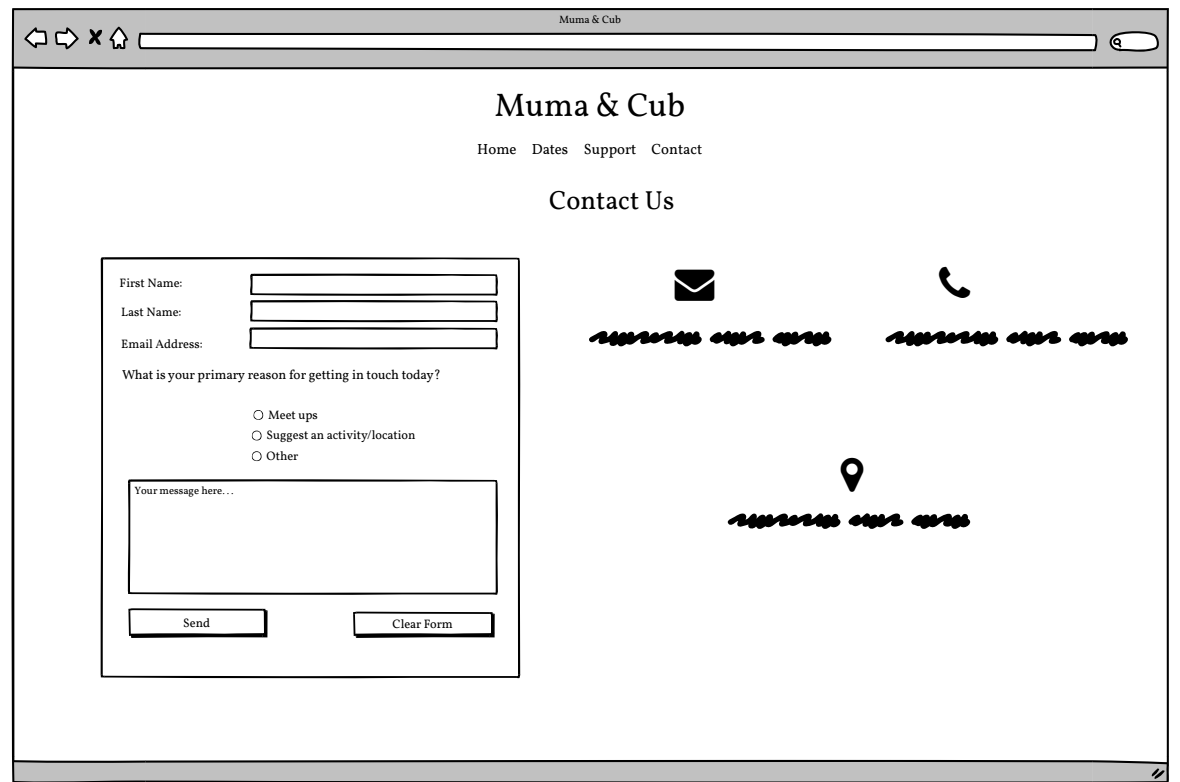 Muma & Cub
Muma & Cub
Home Dates Support Contact
Contact Us
First Name:
Last Name:
Email Address:
What is your primary reason for getting in touch today?
Meet ups
Suggest an activity/location
Other
Your message here...
Send Clear Form